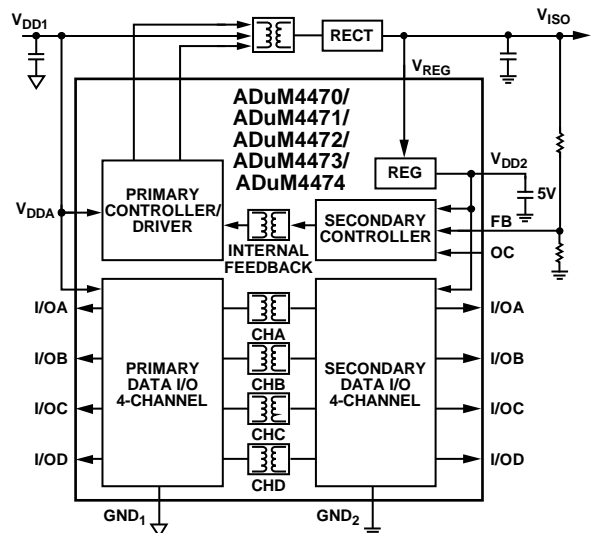 VDD1
RECT
VISO
VREG
ADuM4470/
ADuM4471/
ADuM4472/
ADuM4473/
ADuM4474
REG
VDD2
5V
VDDA
PRIMARY
CONTROLLER/
DRIVER
INTERNAL
FEEDBACK
SECONDARY
CONTROLLER
FB
OC
I/OA
CHA
I/OA
I/OB
CHB
I/OB
PRIMARY
DATA I/O
4-CHANNEL
SECONDARY
DATA I/O
4-CHANNEL
I/OC
CHC
I/OC
I/OD
CHD
I/OD
GND1
GND2